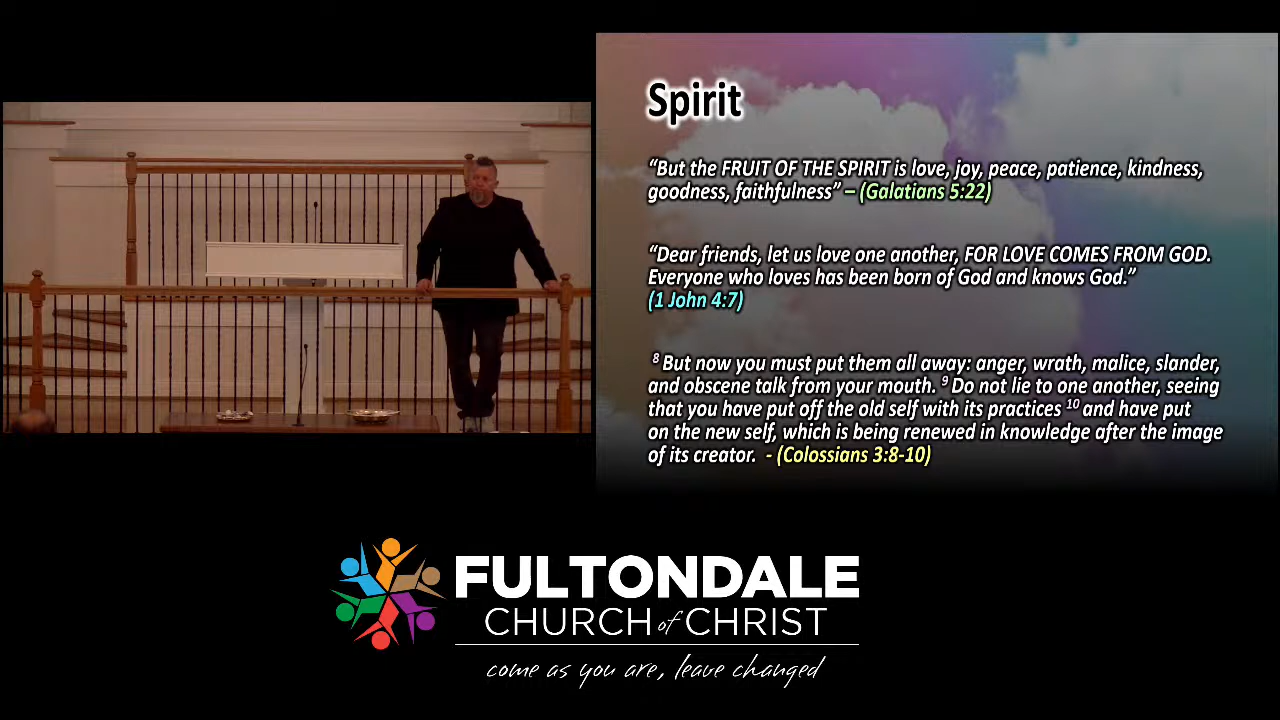 Spirit
“But the FRUIT OF THE SPIRIT is love, joy, peace, patience, kindness,
goodness, faithfulness” – (Galatians 5:22)
“Dear friends, let us love one another, FOR LOVE COMES FROM GOD.
Everyone who loves has been born of God and knows God.”
(1 John 4:7)
8 But now you must put them all away: anger, wrath, malice, slander,
and obscene talk from your mouth. 9 Do not lie to one another, seeing
that you have put off the old self with its practices 10 and have put
on the new self, which is being renewed in knowledge after the image
of its creator. - (Colossians 3:8-10)
FULTONDALE
CHURCH of CHRIST
come as you are, leave changed